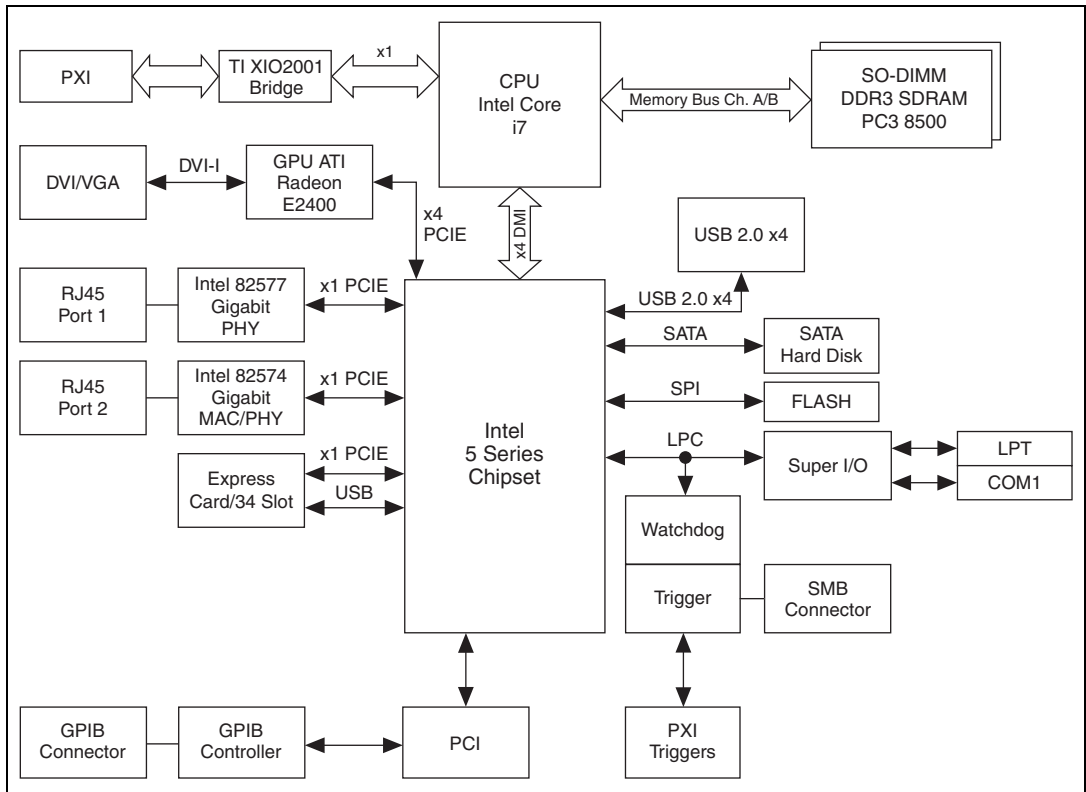 PXI
TI XIO2001
Bridge
x1
CPU
Intel Core
i7
Memory Bus Ch. A/B
SO-DIMM
DDR3 SDRAM
PC3 8500
DVI/VGA
DVI-I
GPU ATI
Radeon
E2400
x4
PCIE
x4 DMI
USB 2.0 x4
RJ45
Port 1
Intel 82577
Gigabit
PHY
x1 PCIE
USB 2.0 x4
SATA
SATA
Hard Disk
RJ45
Port 2
Intel 82574
Gigabit
MAC/PHY
x1 PCIE
SPI
FLASH
Intel
5 Series
Chipset
Express
Card/34 Slot
x1 PCIE
USB
LPC
Super I/O
LPT
COM1
Watchdog
Trigger
SMB
Connector
GPIB
Connector
GPIB
Controller
PCI
PXI
Triggers